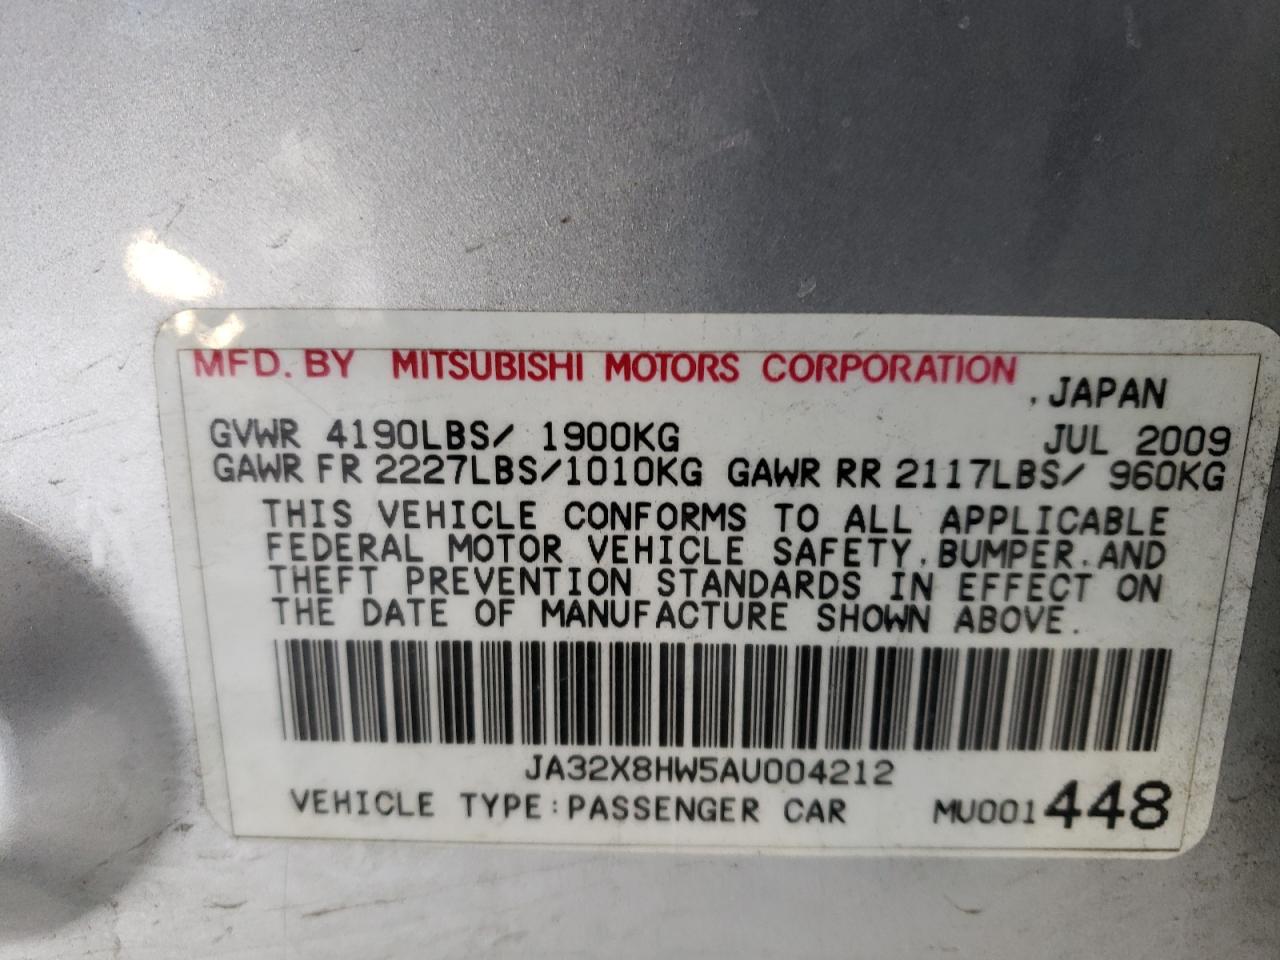 MFD. BY MITSUBISHI MOTORS CORPORATION
, JAPAN
GVWR 4190LBS/ 1900KG JUL 2009
GAWR FR 2227LBS/1010KG GAWR RR 2117LBS/ 960KG
THIS VEHICLE CONFORMS TO ALL APPLICABLE
FEDERAL MOTOR VEHICLE SAFETY, BUMPER, AND
THEFT PREVENTION STANDARDS IN EFFECT ON
THE DATE OF MANUFACTURE SHOWN ABOVE.
JA32X8HW5AU004212
VEHICLE TYPE:PASSENGER CAR MU001448